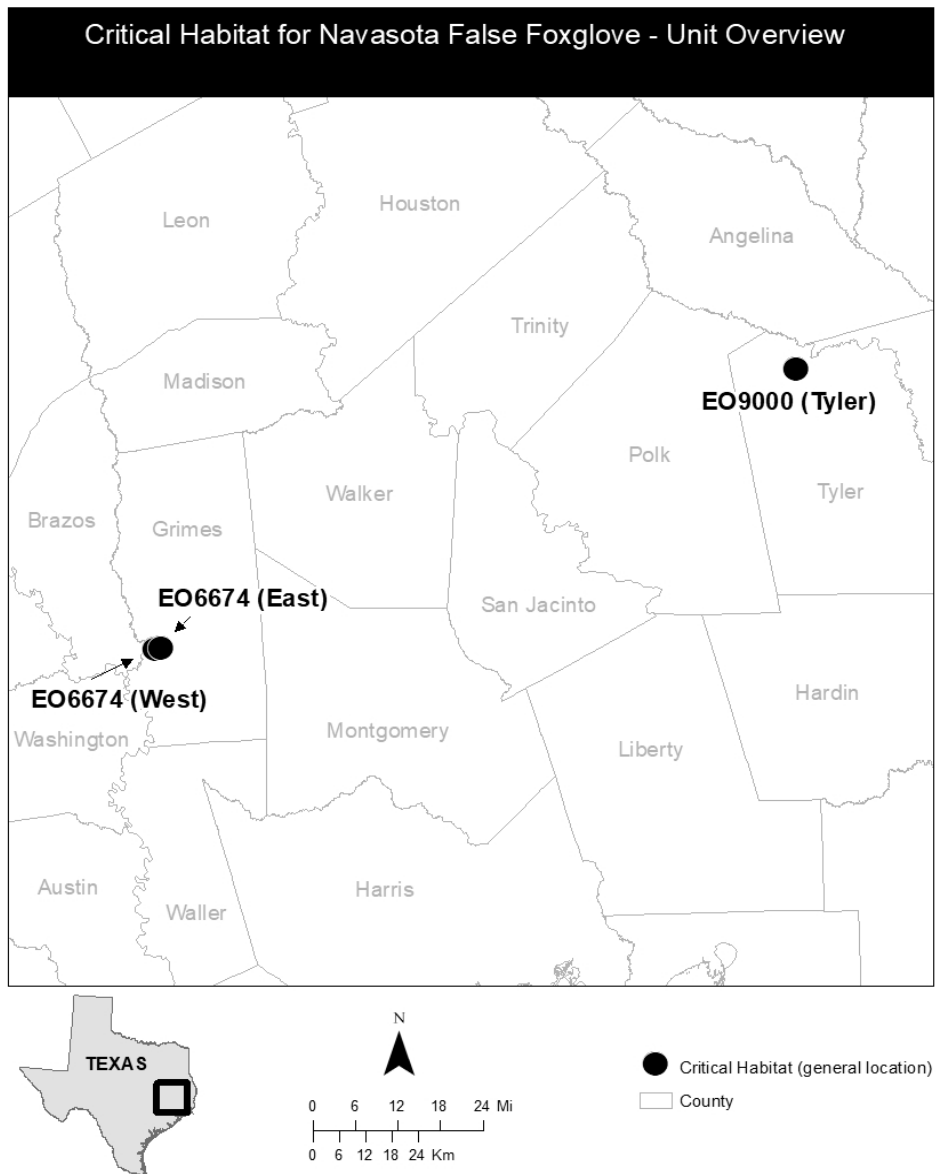 Critical Habitat for Navasota False Foxglove - Unit Overview
Houston
Leon
Angelina
Trinity
Madison
EO9000 (Tyler)
Polk
Walker
Tyler
Brazos
Grimes
EO6674 (East)
San Jacinto
EO6674 (West)
Hardin
Washington
Montgomery
Liberty
Austin
Harris
Waller
N
TEXAS
Critical Habitat (general location)
County
0 6 12 18 24 Mi
0 6 12 18 24 Km